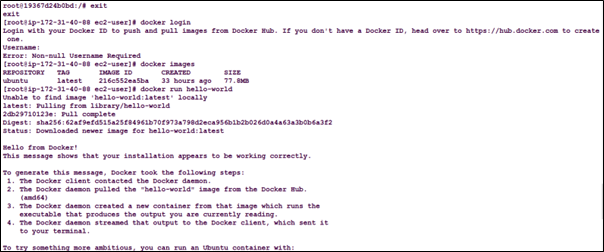 root@19367d24b0bd:/# exit
exit
[root@ip-172-31-40-88 ec2-user]# docker login
Login with your Docker ID to push and pull images from Docker Hub. If you don't have a Docker ID, head over to https://hub.docker.com to create
one.
Username:
Error: Non-null Username Required
[root@ip-172-31-40-88 ec2-user]# docker images
REPOSITORY TAG IMAGE ID CREATED SIZE
ubuntu latest 216c552ea5ba 33 hours ago 77.8MB
[root@ip-172-31-40-88 ec2-user]# docker run hello-world
Unable to find image 'hello-world:latest' locally
latest: Pulling from library/hello-world
2db29710123e: Pull complete
Digest: sha256:62af9efd515a25f84961b70f973a798d2eca956b1b2b026d0a4a63a3b0b6a3f2
Status: Downloaded newer image for hello-world:latest
Hello from Docker!
This message shows that your installation appears to be working correctly.
To generate this message, Docker took the following steps:
1. The Docker client contacted the Docker daemon.
2. The Docker daemon pulled the "hello-world" image from the Docker Hub.
(amd64)
3. The Docker daemon created a new container from that image which runs the
executable that produces the output you are currently reading.
4. The Docker daemon streamed that output to the Docker client, which sent it
to your terminal.
To try something more ambitious, you can run an Ubuntu container with: